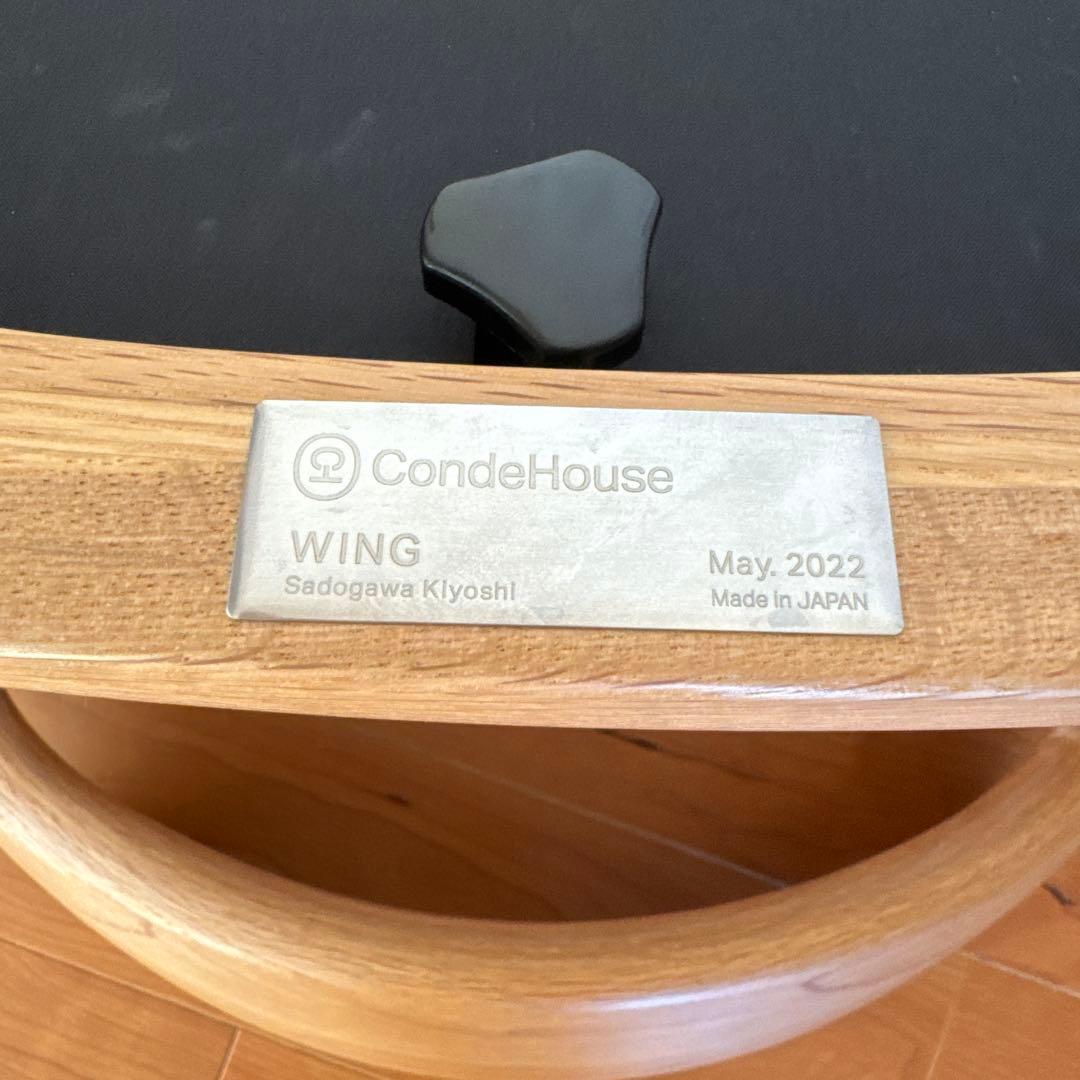 CondeHouse
WING
Sadogawa Kiyoshi
May. 2022
Made in JAPAN